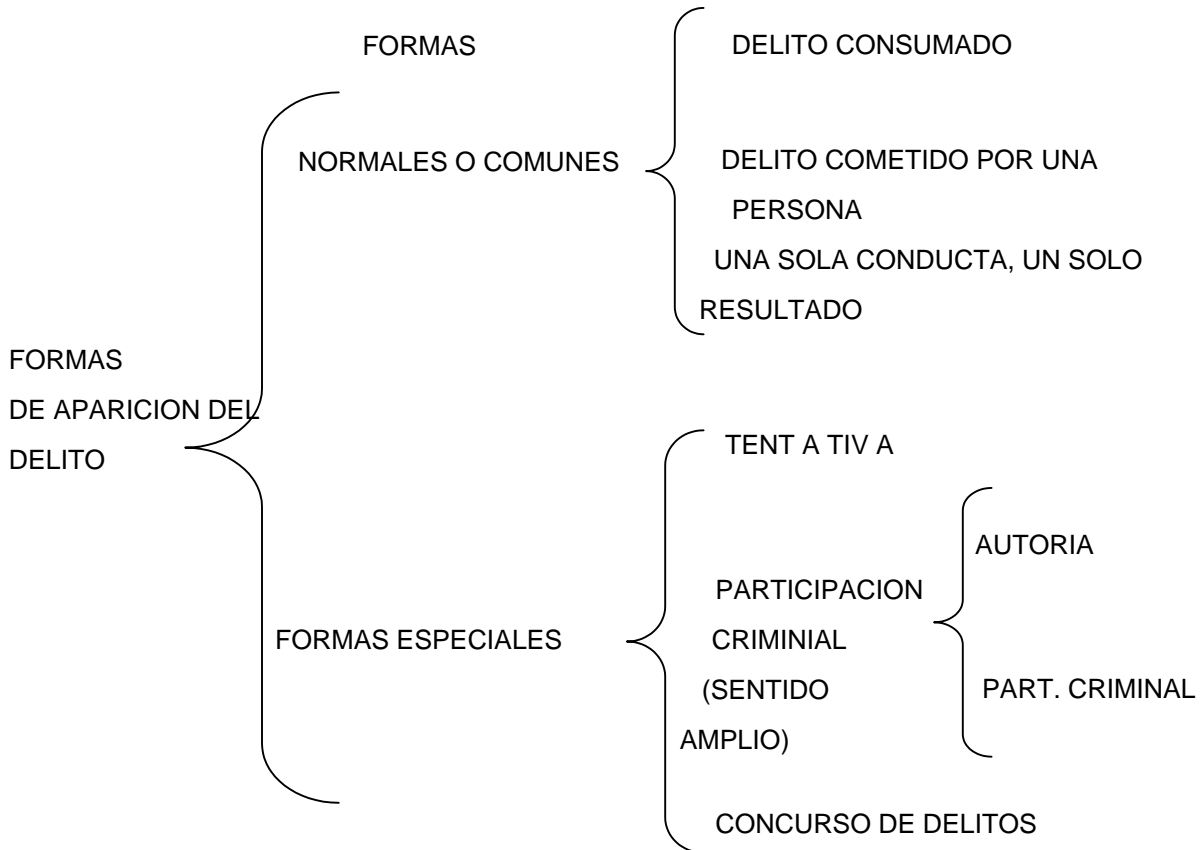 FORMAS
DE APARICION DEL
DELITO
FORMAS
NORMALES O COMUNES
DELITO CONSUMADO
DELITO COMETIDO POR UNA
PERSONA
UNA SOLA CONDUCTA, UN SOLO
RESULTADO
FORMAS ESPECIALES
TENT A TIV A
PARTICIPACION
CRIMINIAL
(SENTIDO
AMPLIO)
AUTORIA
PART. CRIMINAL
CONCURSO DE DELITOS